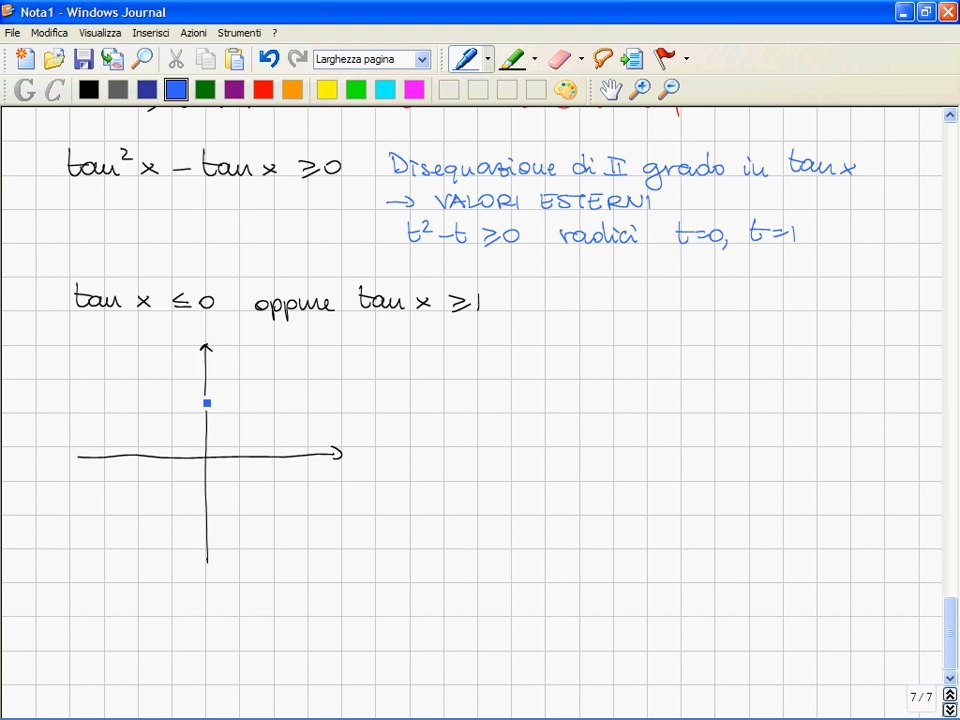 Nota1 - Windows Journal
File Modifica Visualizza Inserisci Azioni Strumenti ?
Larghezza pagina
tan² x - tan x ≥ 0 Disequazione di II grado in tan x
→ VALORI ESTERNI
t² - t ≥ 0 radici t=0, t=1
tan x ≤ 0 oppure tan x ≥ 1
7 / 7